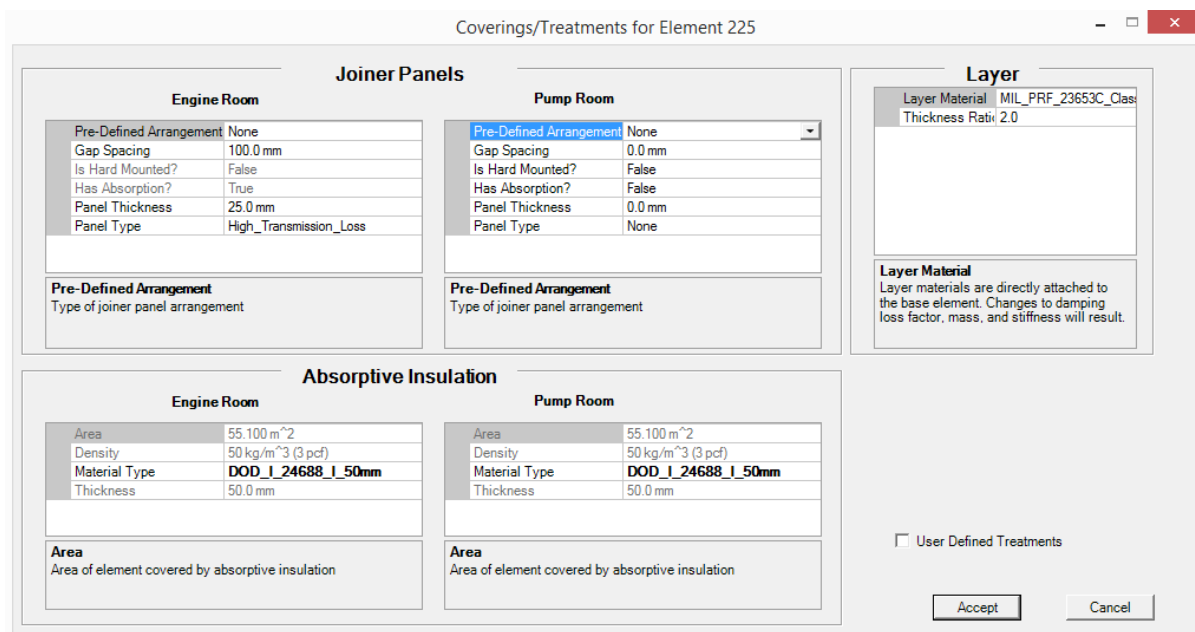 Coverings/Treatments for Element 225
Joiner Panels
Engine Room
Pre-Defined Arrangement None
Gap Spacing 100.0 mm
Is Hard Mounted? False
Has Absorption? True
Panel Thickness 25.0 mm
Panel Type High_Transmission_Loss
Pre-Defined Arrangement
Type of joiner panel arrangement
Pump Room
Pre-Defined Arrangement None
Gap Spacing 0.0 mm
Is Hard Mounted? False
Has Absorption? False
Panel Thickness 0.0 mm
Panel Type None
Pre-Defined Arrangement
Type of joiner panel arrangement
Layer
Layer Material MIL_PRF_23653C_Clas
Thickness Rati 2.0
Layer Material
Layer materials are directly attached to
the base element. Changes to damping
loss factor, mass, and stiffness will result.
Absorptive Insulation
Engine Room
Area 55.100 m^2
Density 50 kg/m^3 (3 pcf)
Material Type DOD_I_24688_I_50mm
Thickness 50.0 mm
Area
Area of element covered by absorptive insulation
Pump Room
Area 55.100 m^2
Density 50 kg/m^3 (3 pcf)
Material Type DOD_I_24688_I_50mm
Thickness 50.0 mm
Area
Area of element covered by absorptive insulation
User Defined Treatments
Accept
Cancel